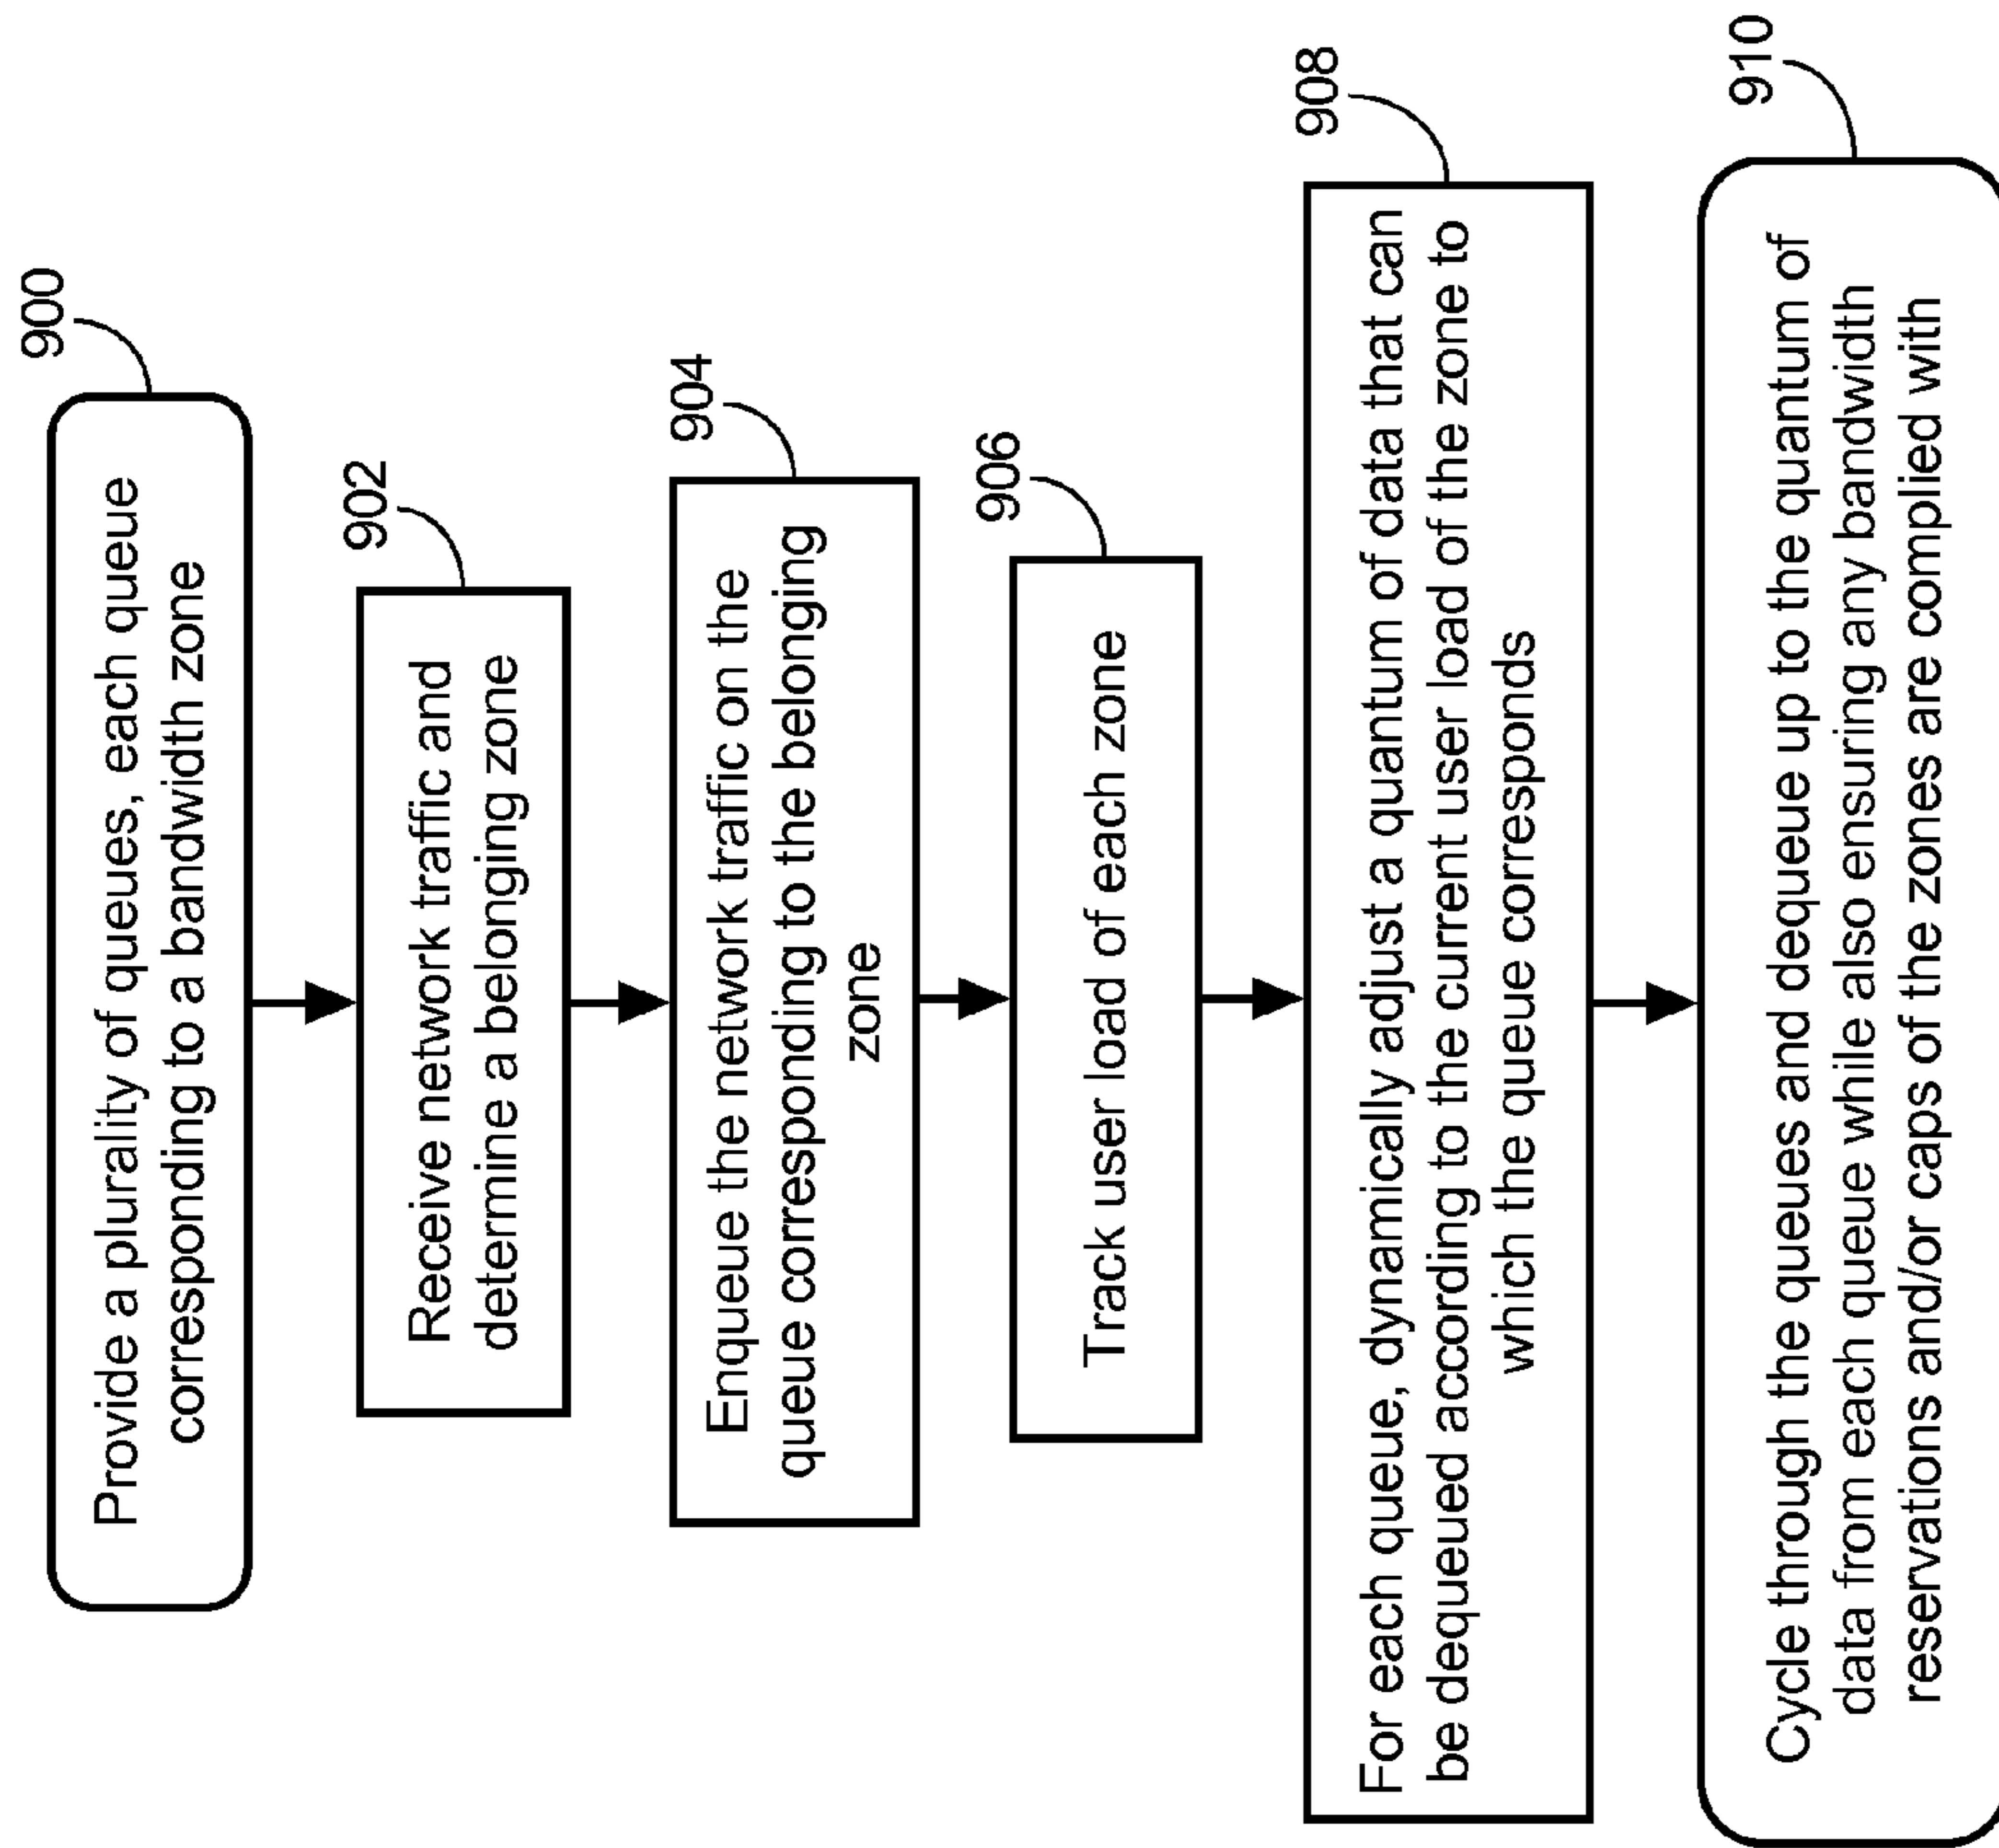 900
Provide a plurality of queues, each queue
corresponding to a bandwidth zone
902
Receive network traffic and
determine a belonging zone
904
Enqueue the network traffic on the
queue corresponding to the belonging
zone
906
Track user load of each zone
908
For each queue, dynamically adjust a quantum of data that can
be dequeued according to the current user load of the zone to
which the queue corresponds
910
Cycle through the queues and dequeue up to the quantum of
data from each queue while also ensuring any bandwidth
reservations and/or caps of the zones are complied with